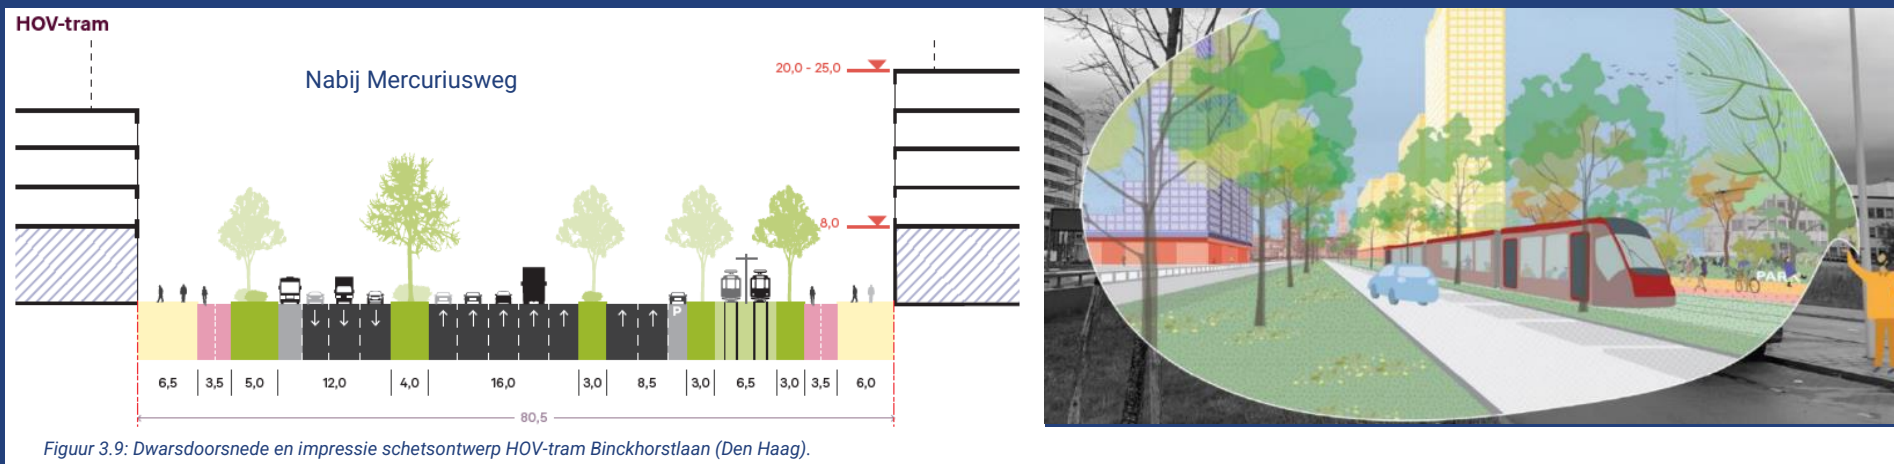 HOV-tram
Nabij Mercuriusweg
20,0 - 25,0
8,0
P
6,5 3,5 5,0 12,0 4,0 16,0 3,0 8,5 3,0 6,5 3,0 3,5 6,0
80,5
PAR
Figuur 3.9: Dwarsdoorsnede en impressie schetsontwerp HOV-tram Binckhorstlaan (Den Haag).